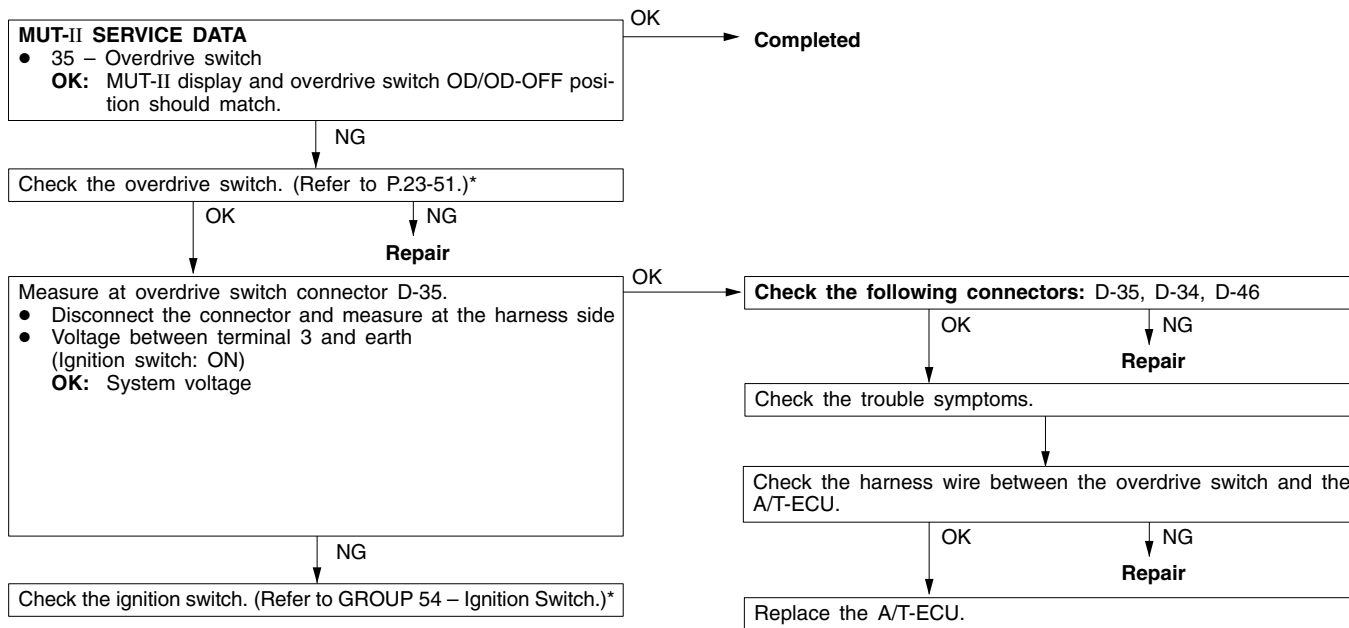 MUT-II SERVICE DATA
● 35 – Overdrive switch
OK: MUT-II display and overdrive switch OD/OD-OFF posi-
tion should match.
OK
Completed
NG
Check the overdrive switch. (Refer to P.23-51.)*
OK
NG
Repair
Measure at overdrive switch connector D-35.
● Disconnect the connector and measure at the harness side
● Voltage between terminal 3 and earth
(Ignition switch: ON)
OK: System voltage
OK
Check the following connectors: D-35, D-34, D-46
OK
NG
Repair
Check the trouble symptoms.
Check the harness wire between the overdrive switch and the
A/T-ECU.
OK
NG
Repair
Replace the A/T-ECU.
NG
Check the ignition switch. (Refer to GROUP 54 – Ignition Switch.)*